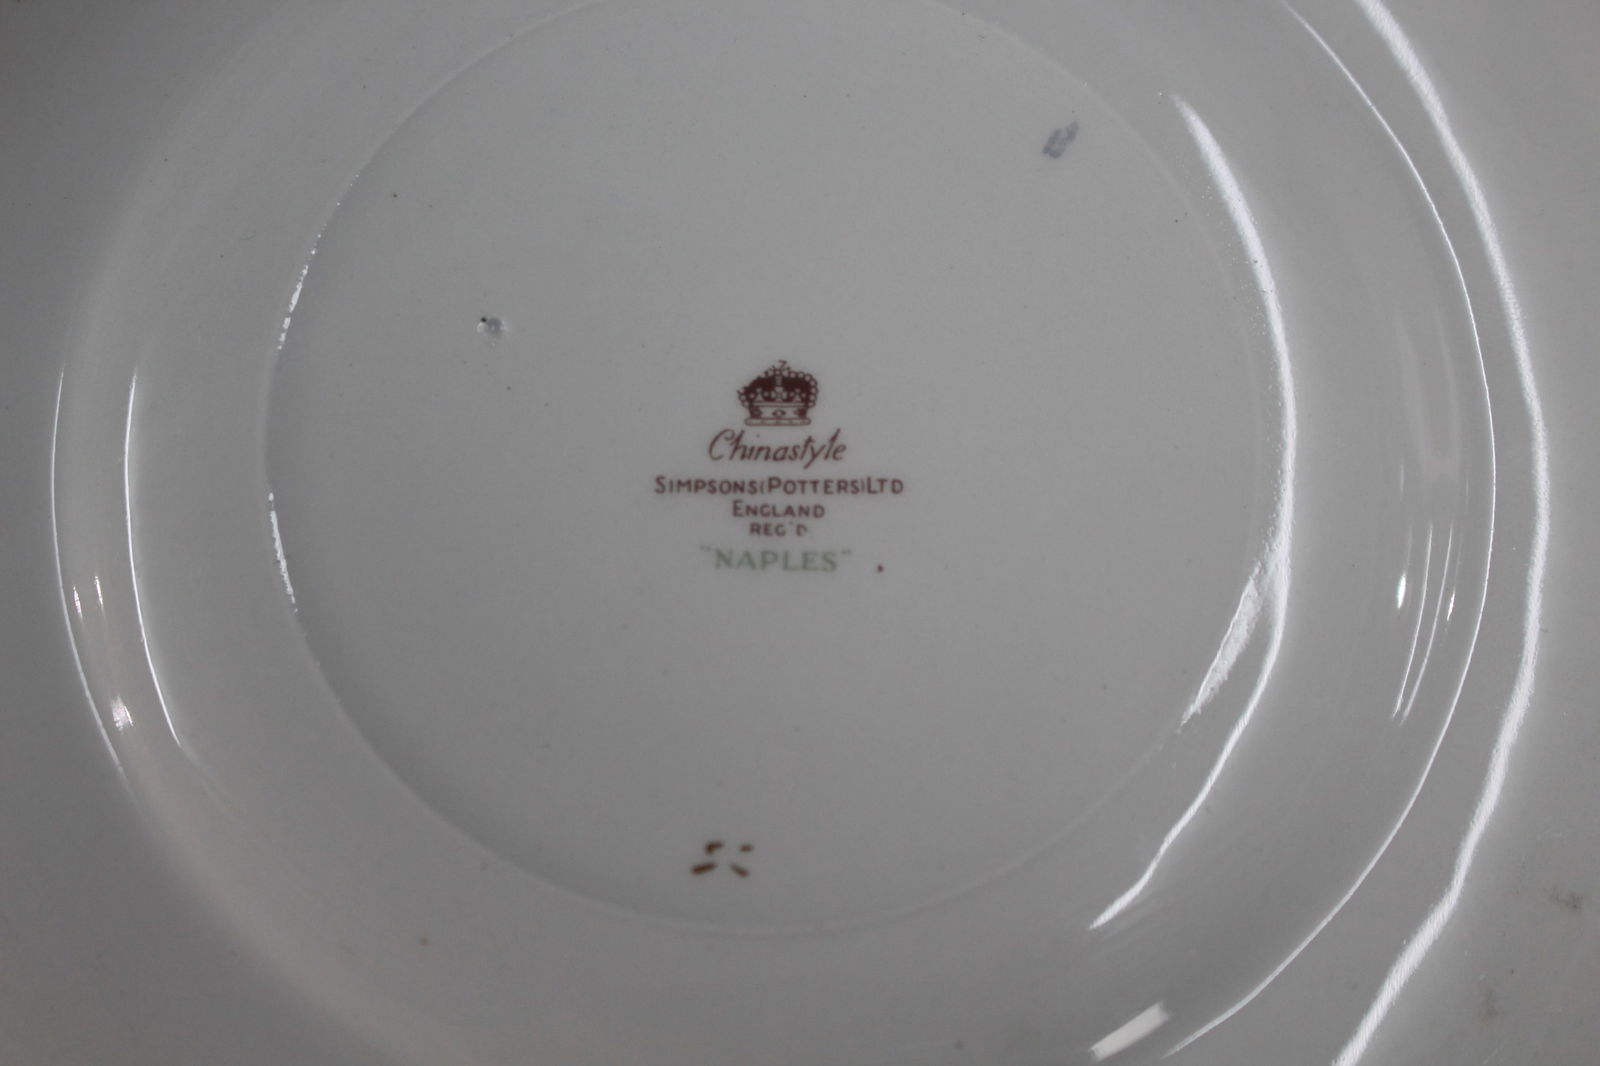 Chinastyle
SIMPSONS(POTTERS)LTD
ENGLAND
REG'D
"NAPLES"